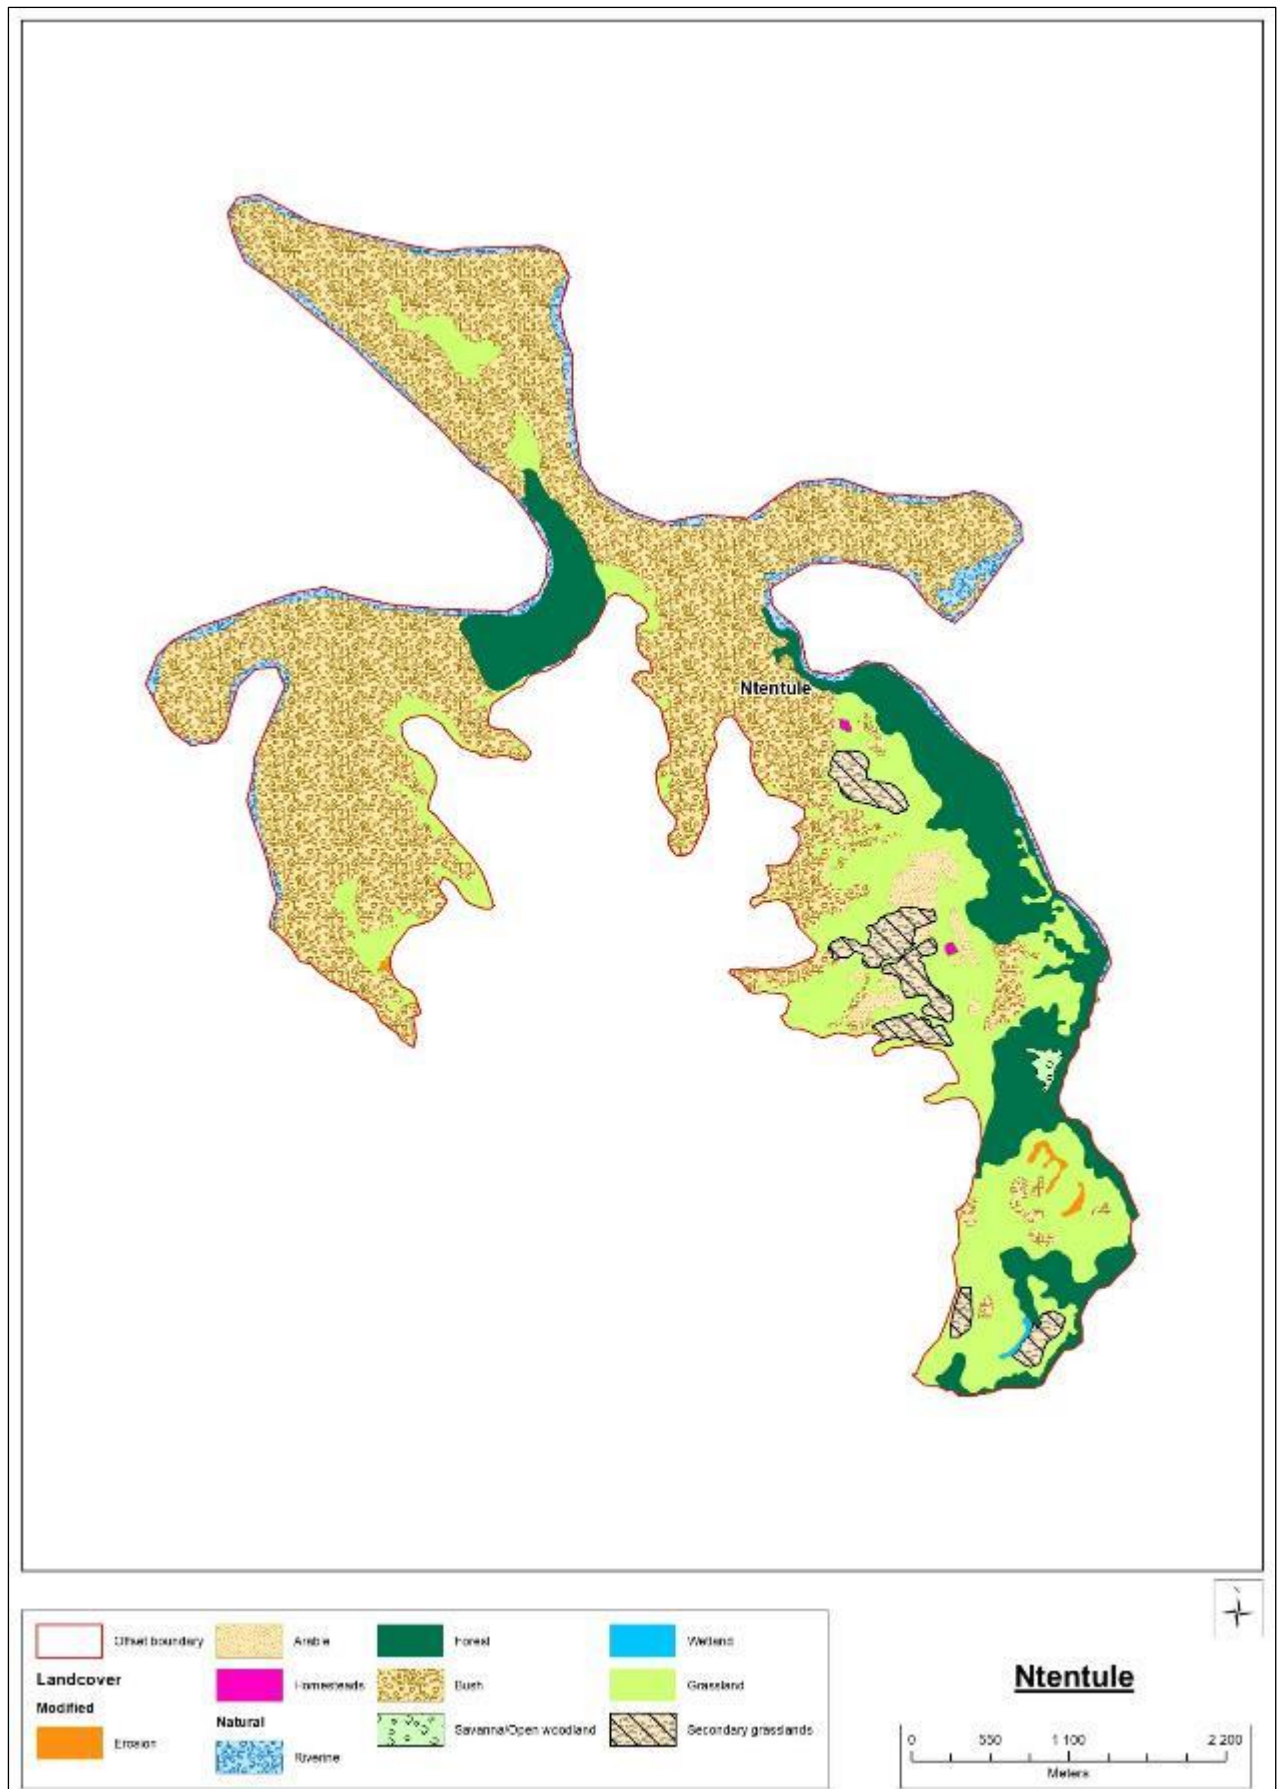 Ntentule
Offset boundary
Landcover
Modified
Erosion
Arable
Homesteads
Natural
Riverine
Forest
Bush
Savanna/Open woodland
Wetland
Grassland
Secondary grasslands
N
Ntentule
0 550 1 100 2 200
Meters